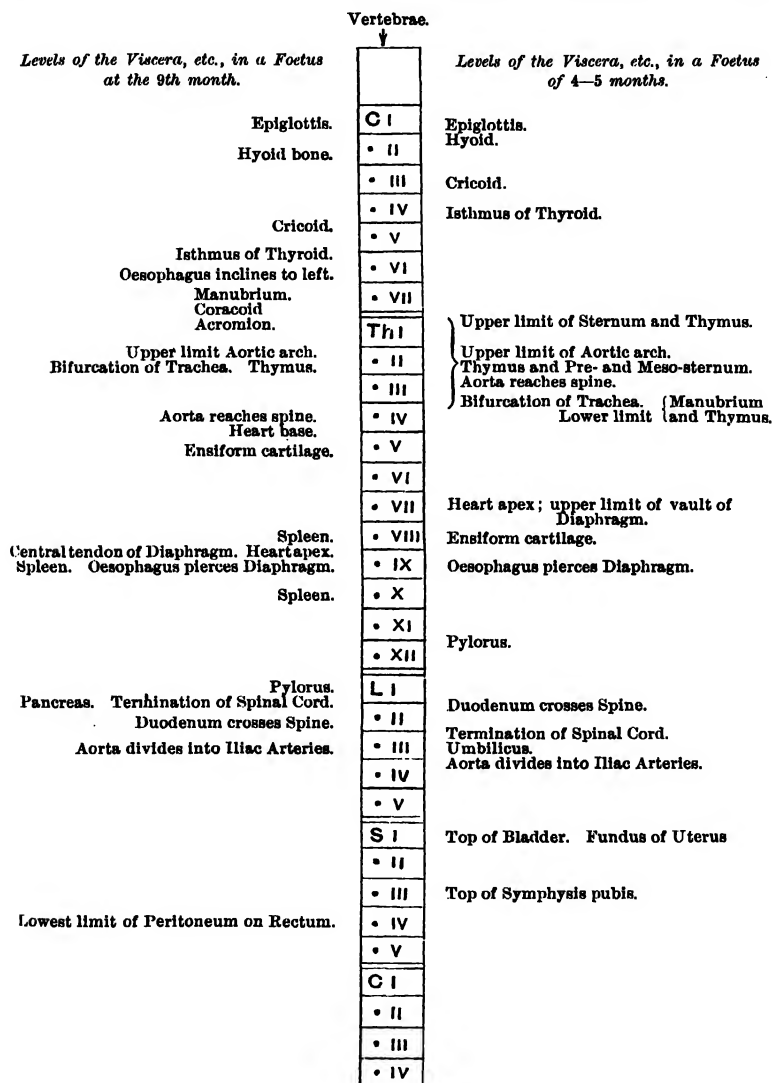 Vertebrae.
Levels of the Viscera, etc., in a Foetus
at the 9th month.
Epiglottis.
Hyoid bone.
Cricoid.
Isthmus of Thyroid.
Oesophagus inclines to left.
Manubrium.
Coracoid
Acromion.
Upper limit Aortic arch.
Bifurcation of Trachea. Thymus.
Aorta reaches spine.
Heart base.
Ensiform cartilage.
Spleen.
Central tendon of Diaphragm. Heart apex.
Spleen. Oesophagus pierces Diaphragm.
Spleen.
Pylorus.
Pancreas. Termination of Spinal Cord.
Duodenum crosses Spine.
Aorta divides into Iliac Arteries.
Lowest limit of Peritoneum on Rectum.
C I
• II
• III
• IV
• V
• VI
• VII
Th I
• II
• III
• IV
• V
• VI
• VII
• VIII
• IX
• X
• XI
• XII
L I
• II
• III
• IV
• V
S I
• II
• III
• IV
• V
C I
• II
• III
• IV
Levels of the Viscera, etc., in a Foetus
of 4—5 months.
Epiglottis.
Hyoid.
Cricoid.
Isthmus of Thyroid.
Upper limit of Sternum and Thymus.
Upper limit of Aortic arch.
Thymus and Pre- and Meso-sternum.
Aorta reaches spine.
Bifurcation of Trachea. {Manubrium
Lower limit {and Thymus.
Heart apex; upper limit of vault of
Diaphragm.
Ensiform cartilage.
Oesophagus pierces Diaphragm.
Pylorus.
Duodenum crosses Spine.
Termination of Spinal Cord.
Umbilicus.
Aorta divides into Iliac Arteries.
Top of Bladder. Fundus of Uterus
Top of Symphysis pubis.